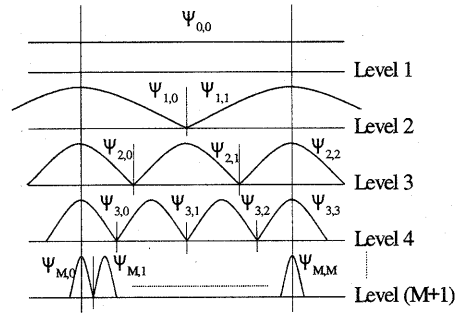 Ψ0,0
Level 1
Ψ1,0 Ψ1,1
Level 2
Ψ2,0 Ψ2,1 Ψ2,2
Level 3
Ψ3,0 Ψ3,1 Ψ3,2 Ψ3,3
Level 4
ΨM,0 ΨM,1 ΨM,M
Level (M+1)